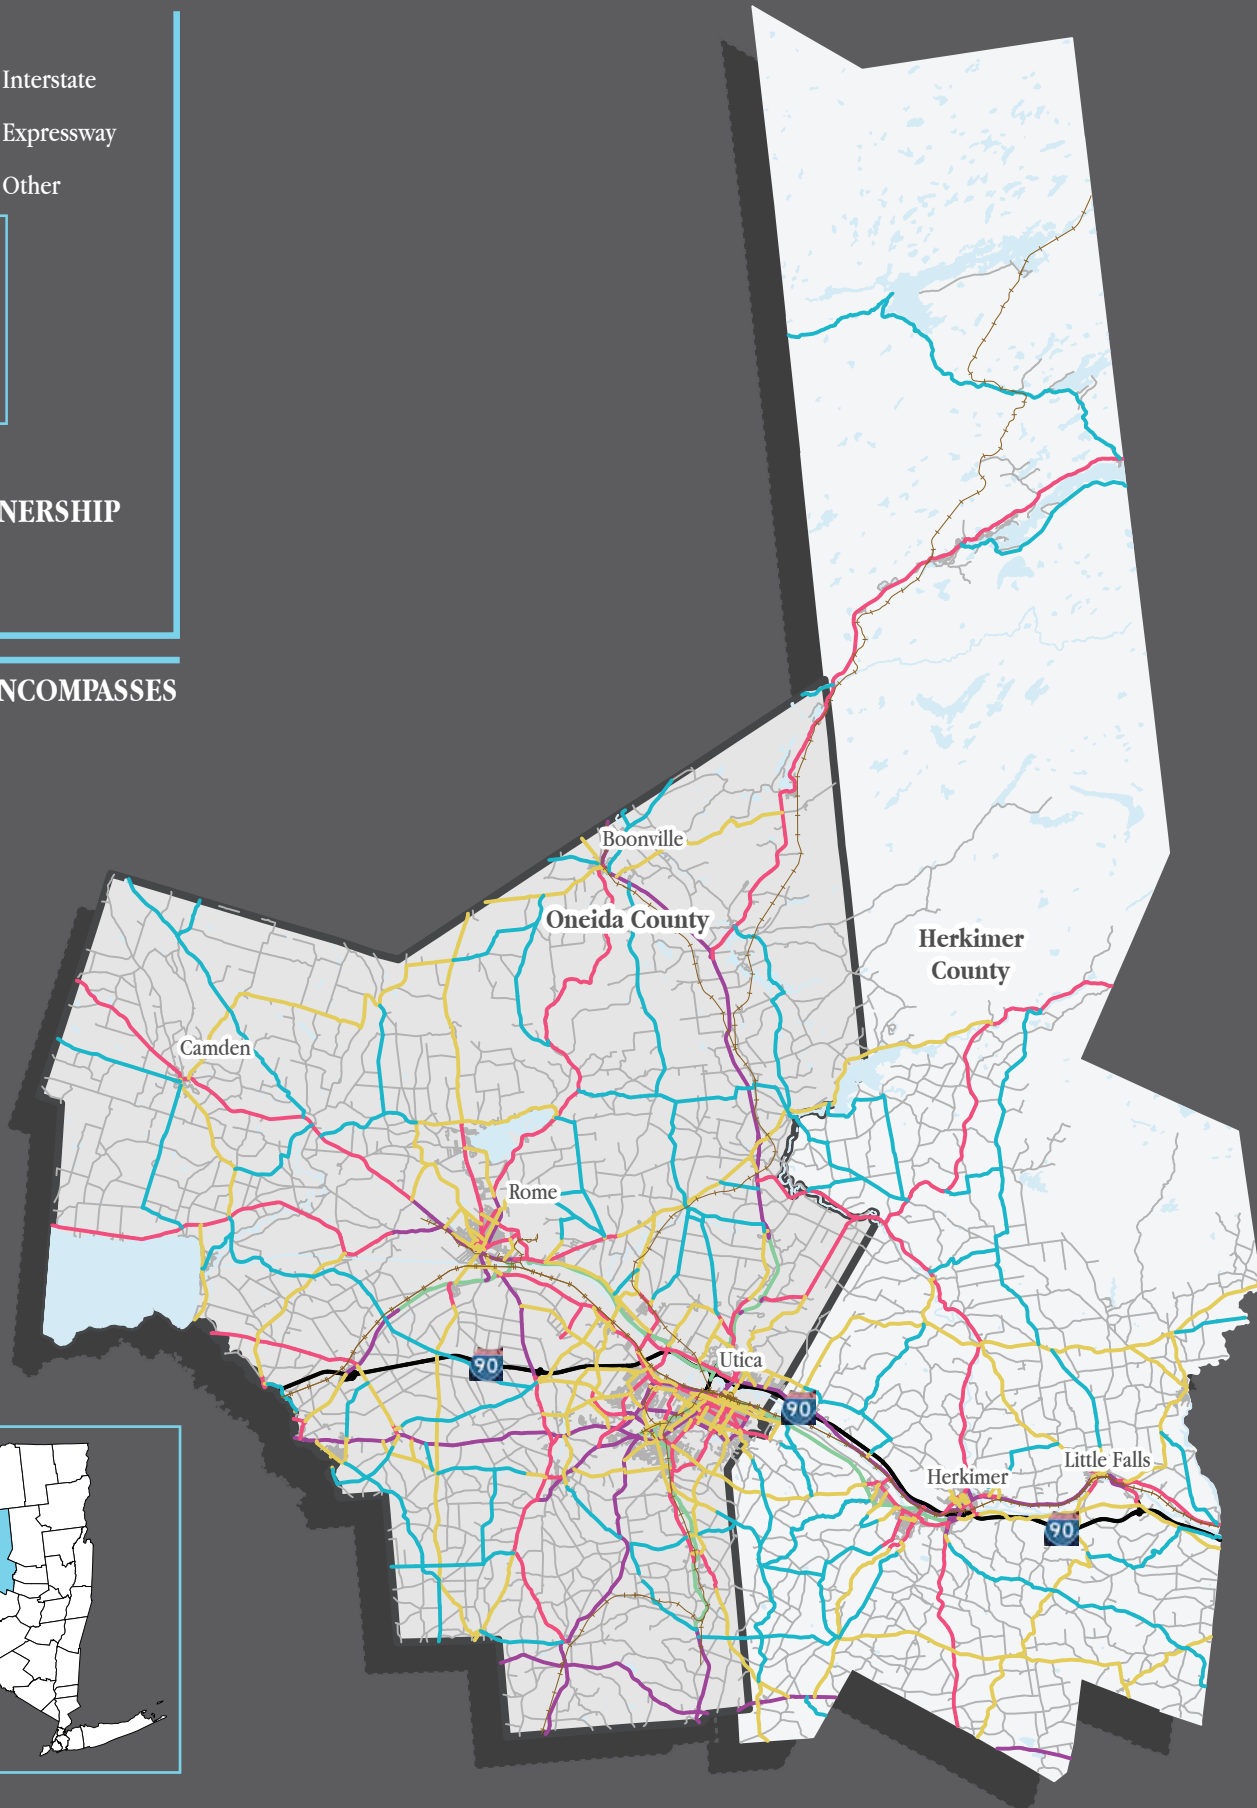 Interstate
Expressway
Other
NERSHIP
NCOMPASSES
Boonville
Oneida County
Herkimer
County
Camden
Rome
Utica
90
90
Little Falls
Herkimer
90